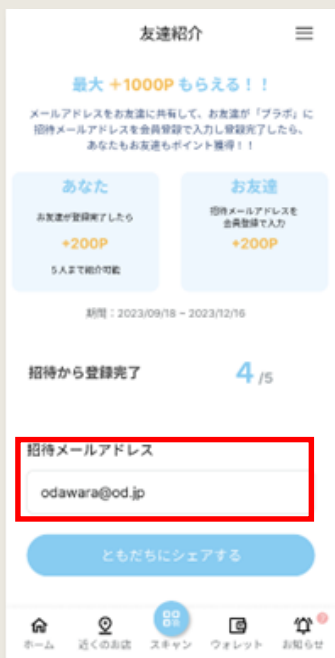 友達紹介
最大 +1000P もらえる！！
メールアドレスをお友達に共有して、お友達が「プラポ」に
招待メールアドレスを会員登録で入力し登録完了したら、
あなたもお友達もポイント獲得！！
あなた
お友達が登録完了したら
+200P
5人まで紹介可能
お友達
招待メールアドレスを
会員登録で入力
+200P
期間：2023/09/18 ~ 2023/12/16
招待から登録完了
4 /5
招待メールアドレス
odawara@od.jp
ともだちにシェアする
ホーム
近くのお店
スキャン
ウォレット
お知らせ